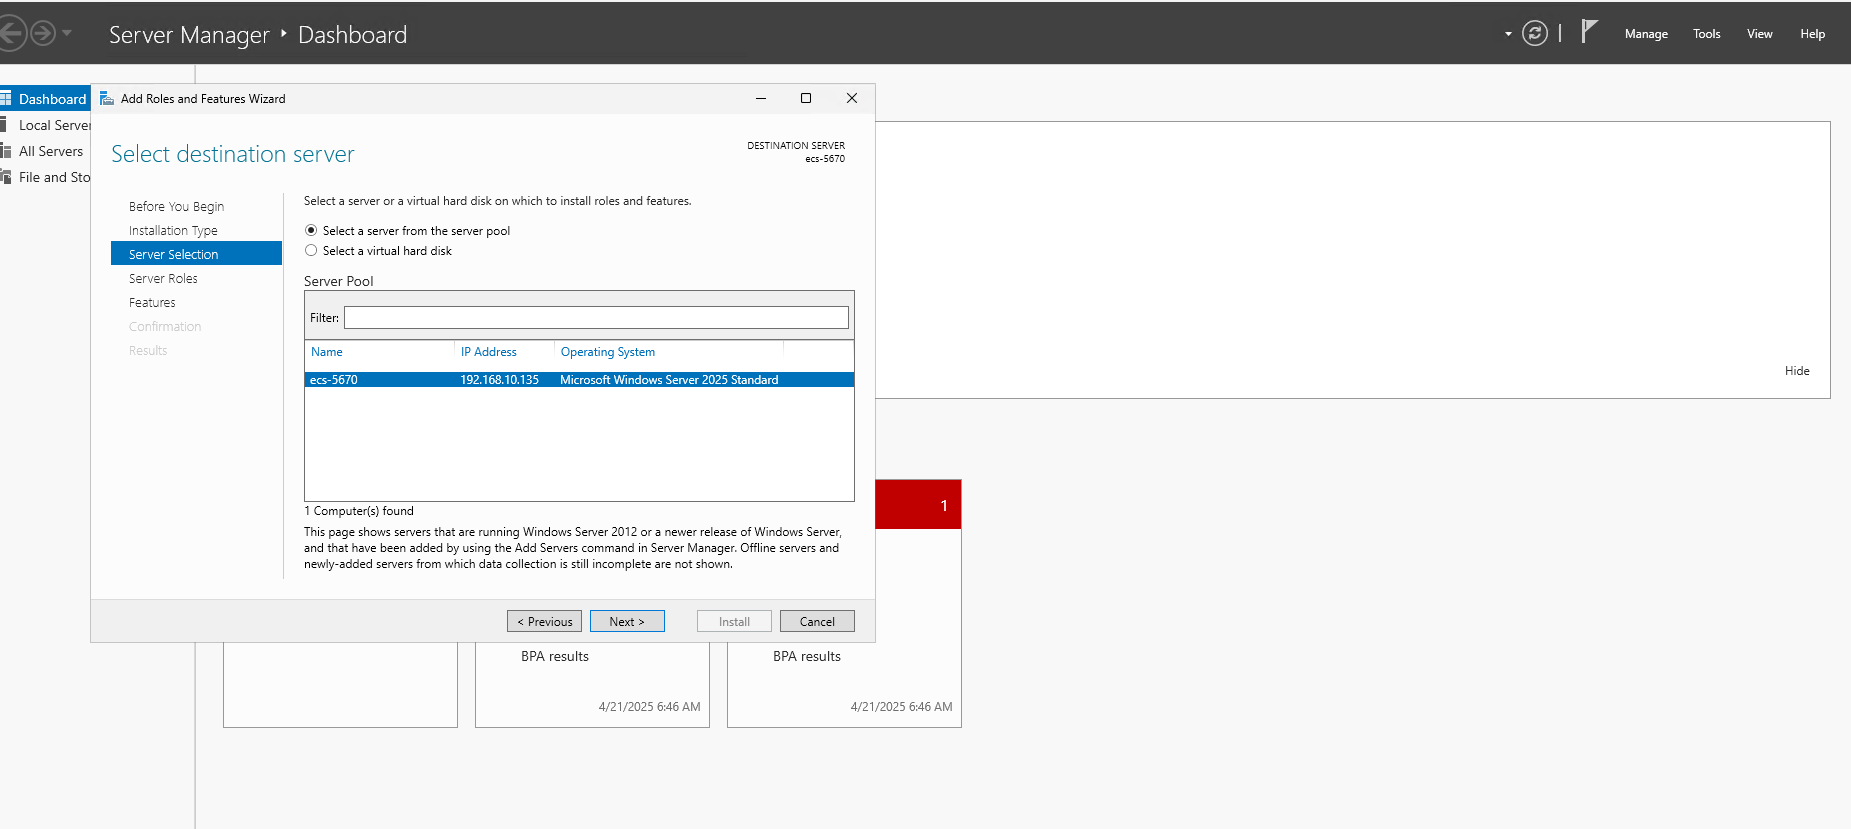 Server Manager ‣ Dashboard
Manage Tools View Help
Dashboard
Local Server
All Servers
File and Sto
Add Roles and Features Wizard
Select destination server
DESTINATION SERVER
ecs-5670
Before You Begin
Installation Type
Server Selection
Server Roles
Features
Confirmation
Results
Select a server or a virtual hard disk on which to install roles and features.
Select a server from the server pool
Select a virtual hard disk
Server Pool
Filter:
Name IP Address Operating System
ecs-5670 192.168.10.135 Microsoft Windows Server 2025 Standard
1 Computer(s) found
This page shows servers that are running Windows Server 2012 or a newer release of Windows Server,
and that have been added by using the Add Servers command in Server Manager. Offline servers and
newly-added servers from which data collection is still incomplete are not shown.
< Previous Next > Install Cancel
Hide
1
BPA results
4/21/2025 6:46 AM
BPA results
4/21/2025 6:46 AM